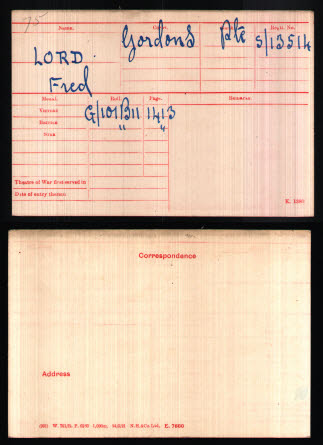 75
Name. Corps. Rank. Regtl. No.
LORD Gordons Pte S/13514
Fred
Medal. Roll. Page. Remarks.
Victory G/101B11 1413
British " "
Star
Theatre of War first served in
Date of entry therein
K. 1380
Correspondence
Address